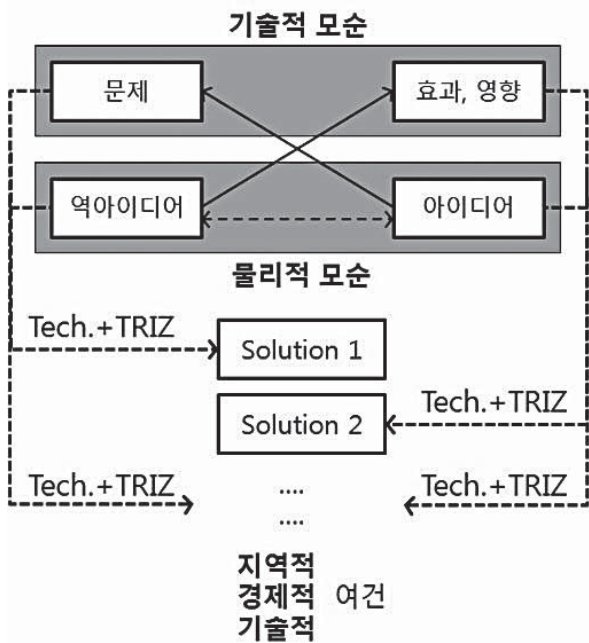 기술적 모순
문제
효과, 영향
역아이디어
아이디어
물리적 모순
Tech.+TRIZ
Solution 1
Solution 2
Tech.+TRIZ
Tech.+TRIZ
....
Tech.+TRIZ
....
지역적
경제적 여건
기술적